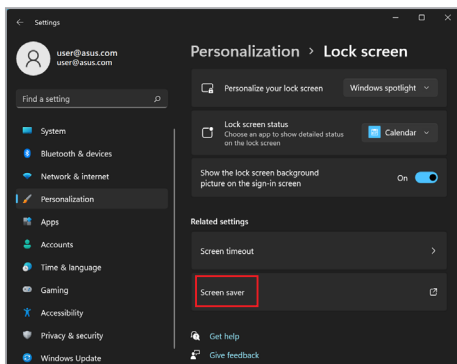 Settings
user@asus.com
user@asus.com
Find a setting
System
Bluetooth & devices
Network & internet
Personalization
Apps
Accounts
Time & language
Gaming
Accessibility
Privacy & security
Windows Update
Personalization > Lock screen
Personalize your lock screen
Windows spotlight
Lock screen status
Choose an app to show detailed status
on the lock screen
Calendar
Show the lock screen background
picture on the sign-in screen
On
Related settings
Screen timeout
Screen saver
Get help
Give feedback